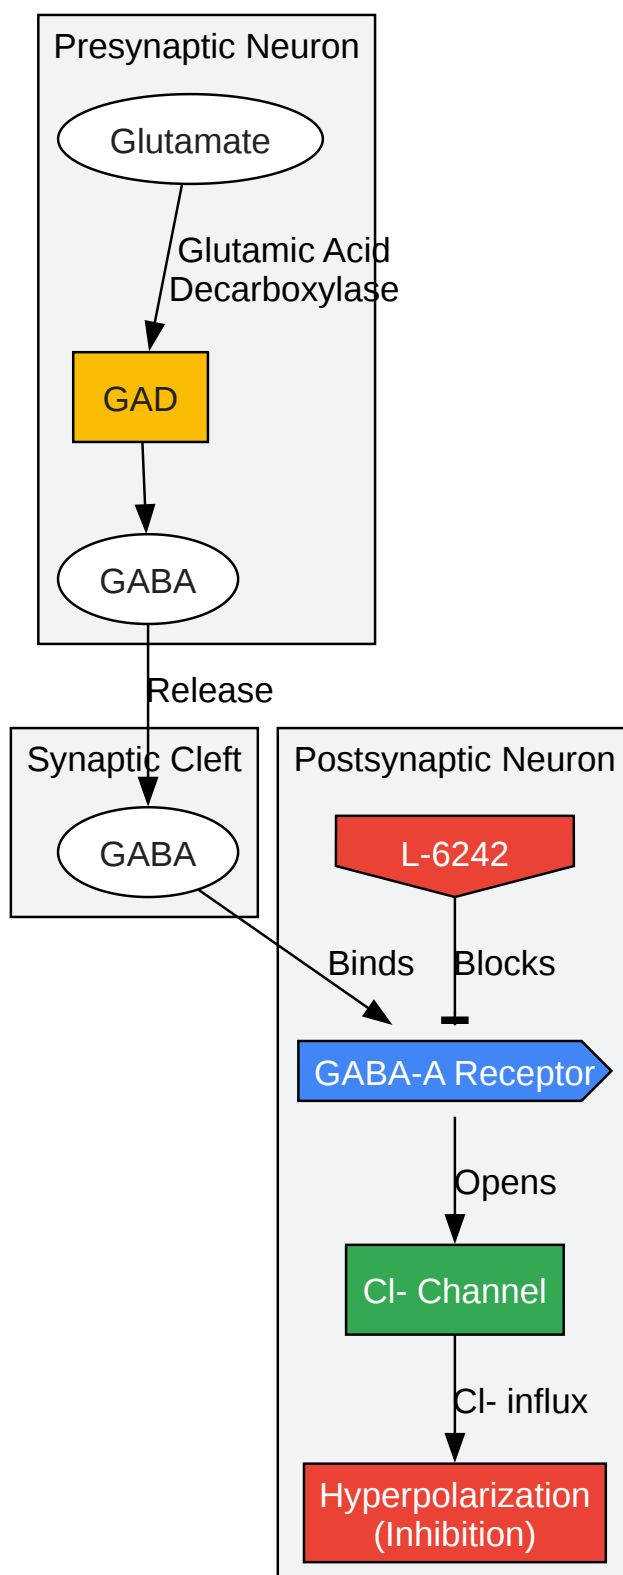 Presynaptic Neuron
Glutamate
Glutamic Acid
Decarboxylase
GAD
GABA
Release
Synaptic Cleft
GABA
Postsynaptic Neuron
L-6242
Binds
Blocks
GABA-A Receptor
Opens
Cl- Channel
Cl- influx
Hyperpolarization
(Inhibition)